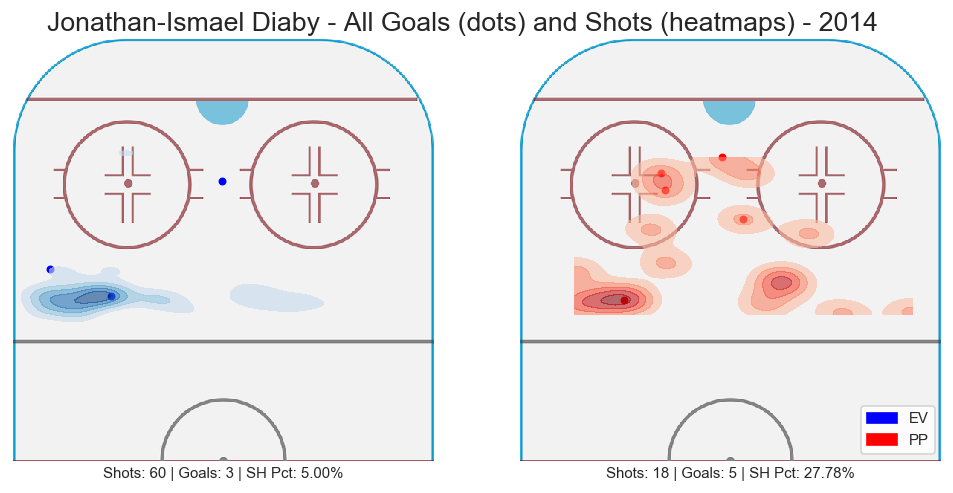 Jonathan-Ismael Diaby - All Goals (dots) and Shots (heatmaps) - 2014
EV
PP
Shots: 60 | Goals: 3 | SH Pct: 5.00%
Shots: 18 | Goals: 5 | SH Pct: 27.78%